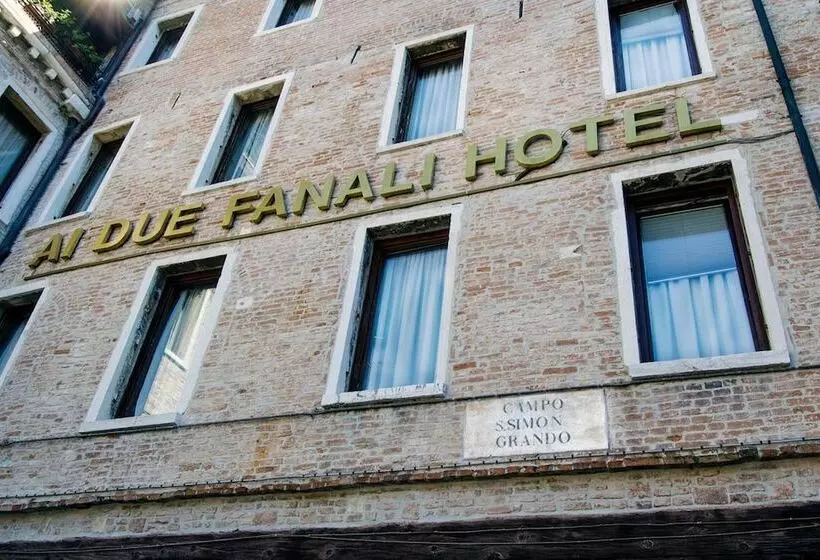 AI DUE FANALI HOTEL
CAMPO
S. SIMON
GRANDO